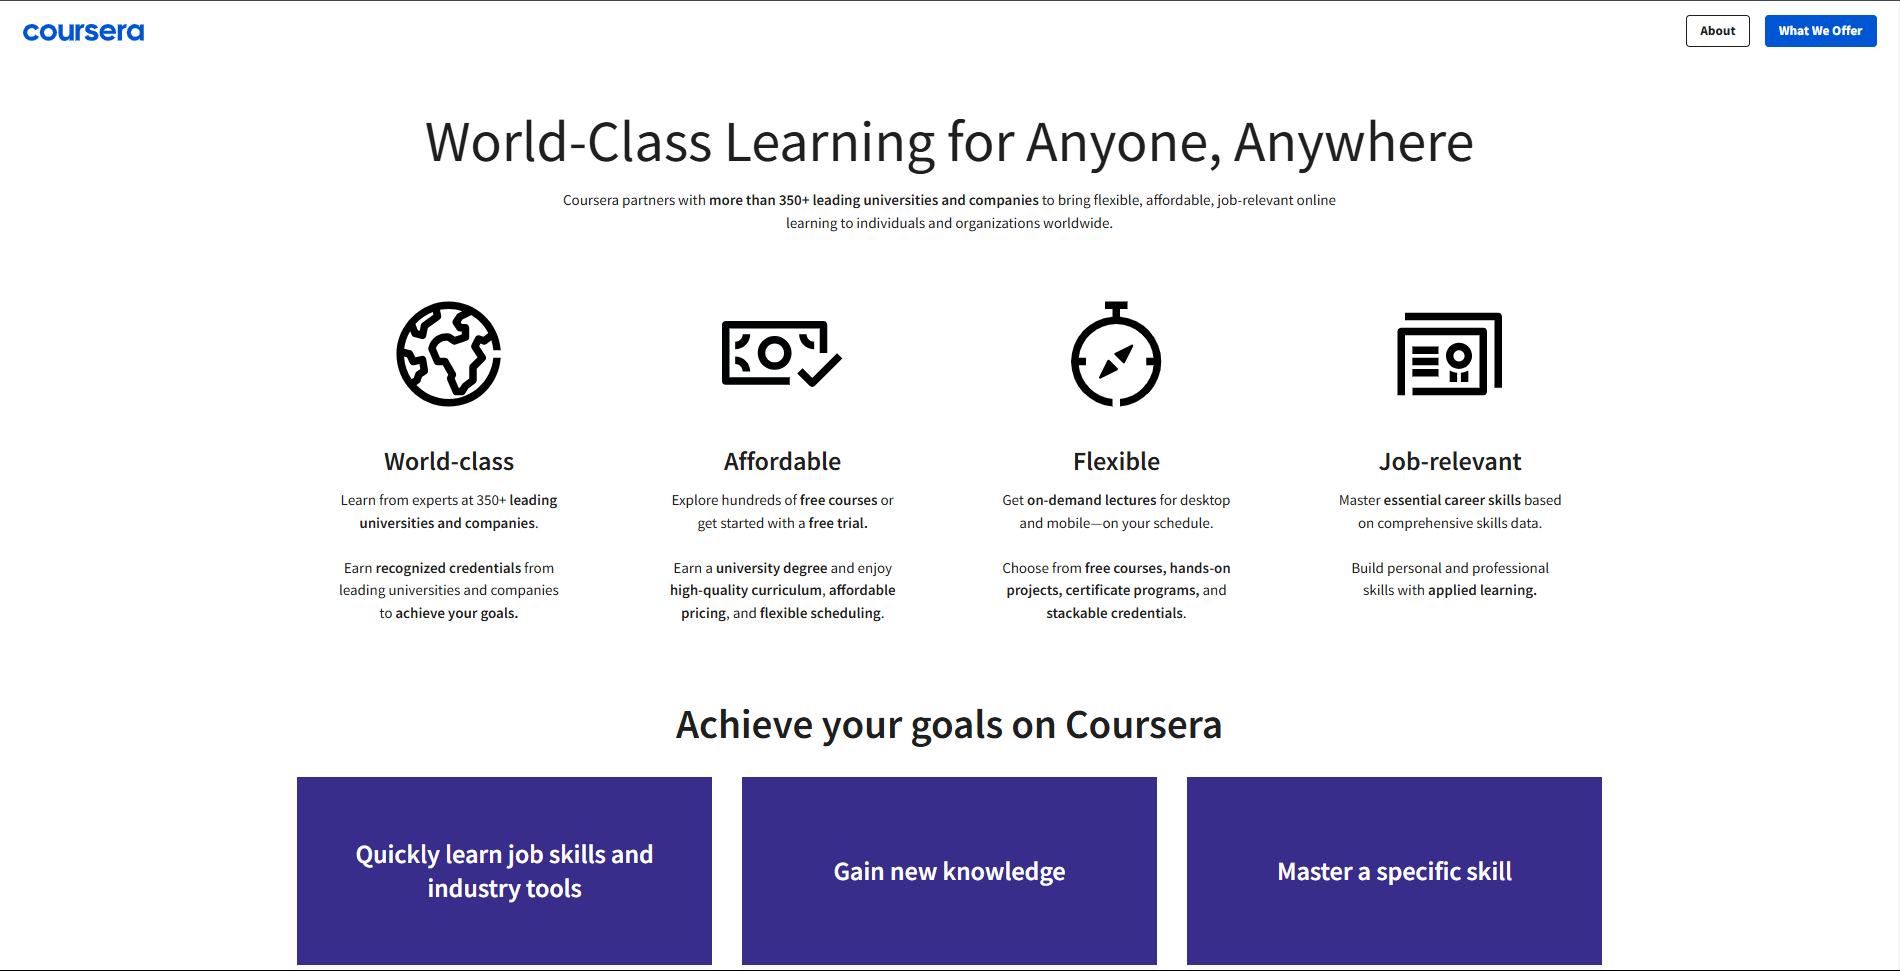 coursera
About
What We Offer
World-Class Learning for Anyone, Anywhere
Coursera partners with more than 350+ leading universities and companies to bring flexible, affordable, job-relevant online
learning to individuals and organizations worldwide.
World-class
Learn from experts at 350+ leading
universities and companies.
Earn recognized credentials from
leading universities and companies
to achieve your goals.
Affordable
Explore hundreds of free courses or
get started with a free trial.
Earn a university degree and enjoy
high-quality curriculum, affordable
pricing, and flexible scheduling.
Flexible
Get on-demand lectures for desktop
and mobile—on your schedule.
Choose from free courses, hands-on
projects, certificate programs, and
stackable credentials.
Job-relevant
Master essential career skills based
on comprehensive skills data.
Build personal and professional
skills with applied learning.
Achieve your goals on Coursera
Quickly learn job skills and
industry tools
Gain new knowledge
Master a specific skill